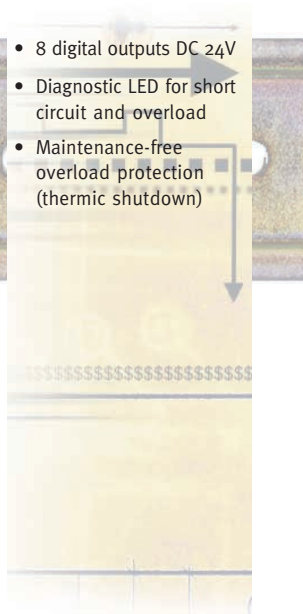 • 8 digital outputs DC 24V
• Diagnostic LED for short
circuit and overload
• Maintenance-free
overload protection
(thermic shutdown)
$$$$$$$$$$$$$$$$$$$$$$$